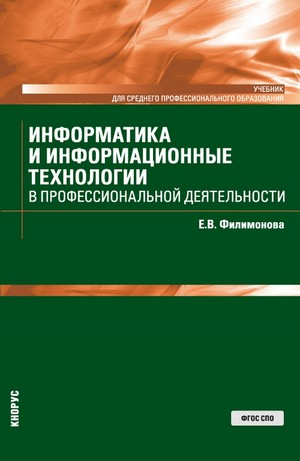 УЧЕБНИК
ДЛЯ СРЕДНЕГО ПРОФЕССИОНАЛЬНОГО ОБРАЗОВАНИЯ
ИНФОРМАТИКА
И ИНФОРМАЦИОННЫЕ
ТЕХНОЛОГИИ
В ПРОФЕССИОНАЛЬНОЙ ДЕЯТЕЛЬНОСТИ
Е.В. Филимонова
КНОРУС
ФГОС СПО